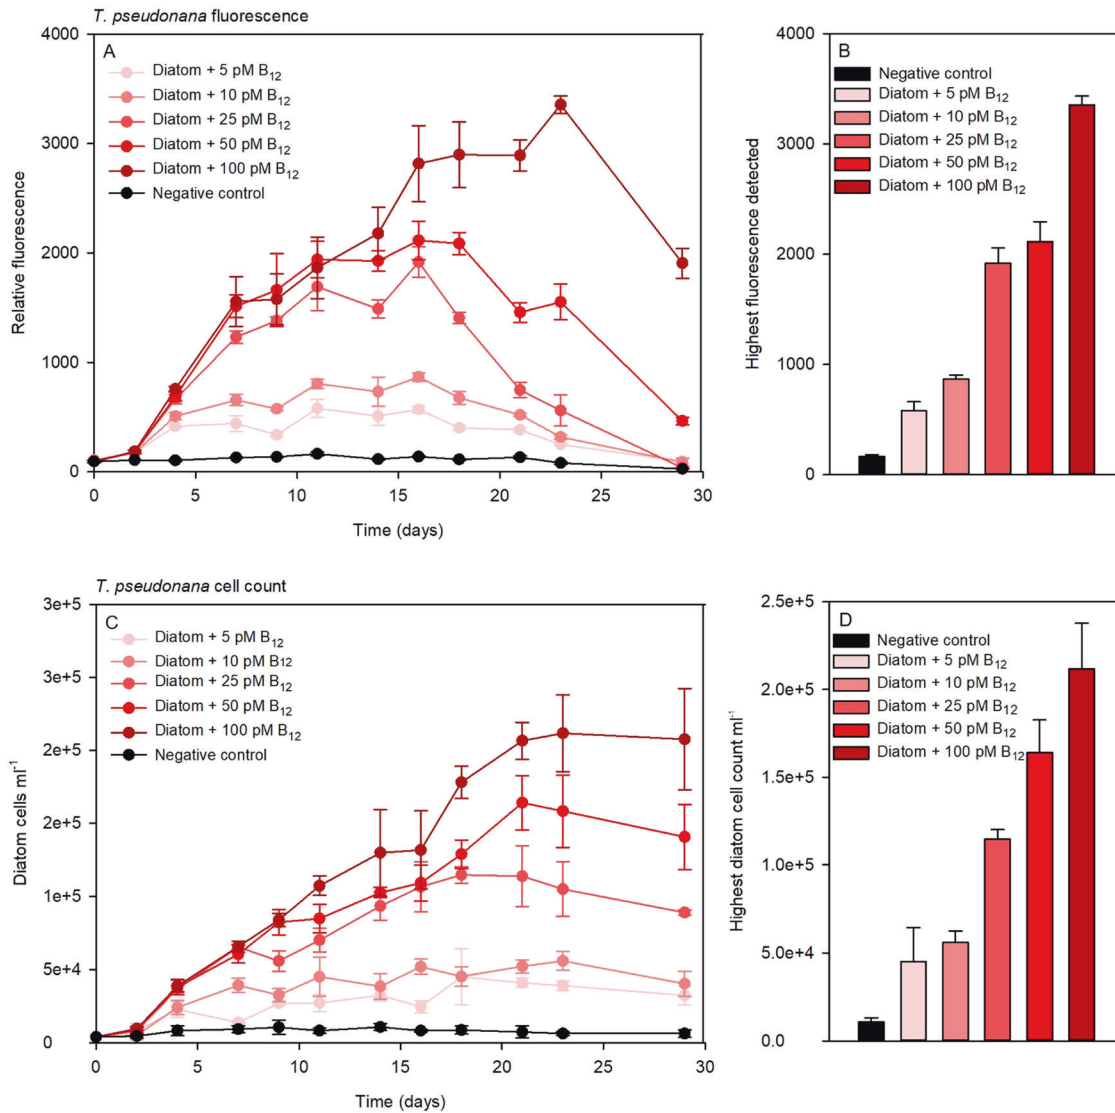 T. pseudonana fluorescence
A
Diatom + 5 pM B12
Diatom + 10 pM B12
Diatom + 25 pM B12
Diatom + 50 pM B12
Diatom + 100 pM B12
Negative control
4000
3000
2000
1000
0
Relative fluorescence
0 5 10 15 20 25 30
Time (days)
B
Negative control
Diatom + 5 pM B12
Diatom + 10 pM B12
Diatom + 25 pM B12
Diatom + 50 pM B12
Diatom + 100 pM B12
4000
3000
2000
1000
0
Highest fluorescence detected
T. pseudonana cell count
C
Diatom + 5 pM B12
Diatom + 10 pM B12
Diatom + 25 pM B12
Diatom + 50 pM B12
Diatom + 100 pM B12
Negative control
3e+5
3e+5
2e+5
2e+5
1e+5
5e+4
0
Diatom cells ml-1
0 5 10 15 20 25 30
Time (days)
D
Negative control
Diatom + 5 pM B12
Diatom + 10 pM B12
Diatom + 25 pM B12
Diatom + 50 pM B12
Diatom + 100 pM B12
2.5e+5
2.0e+5
1.5e+5
1.0e+5
5.0e+4
0.0
Highest diatom cell count ml-1